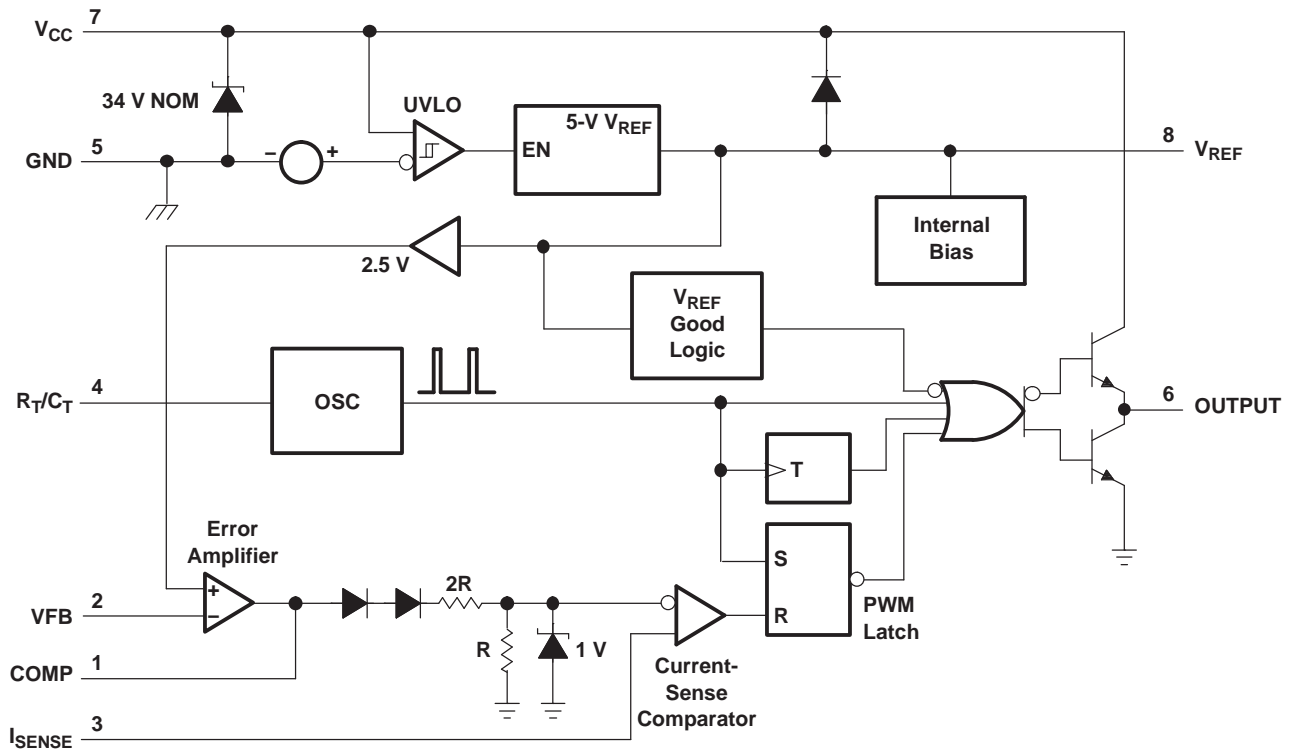 7
VCC
34 V NOM
UVLO
5-V VREF
5
GND
–
+
EN
8
VREF
Internal
Bias
2.5 V
VREF
Good
Logic
4
RT/CT
OSC
6
OUTPUT
T
Error
Amplifier
S
+
2R
2
VFB
–
R
PWM
Latch
R
1 V
1
COMP
Current-
Sense
Comparator
3
ISENSE